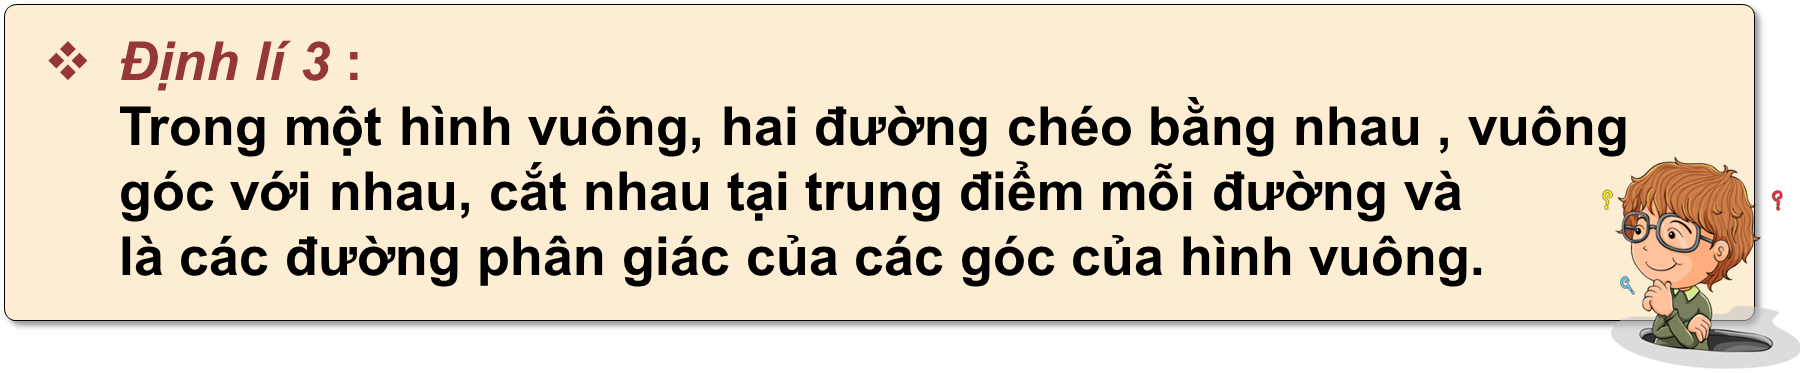 ❖ Định lí 3 :
Trong một hình vuông, hai đường chéo bằng nhau , vuông
góc với nhau, cắt nhau tại trung điểm mỗi đường và
là các đường phân giác của các góc của hình vuông.